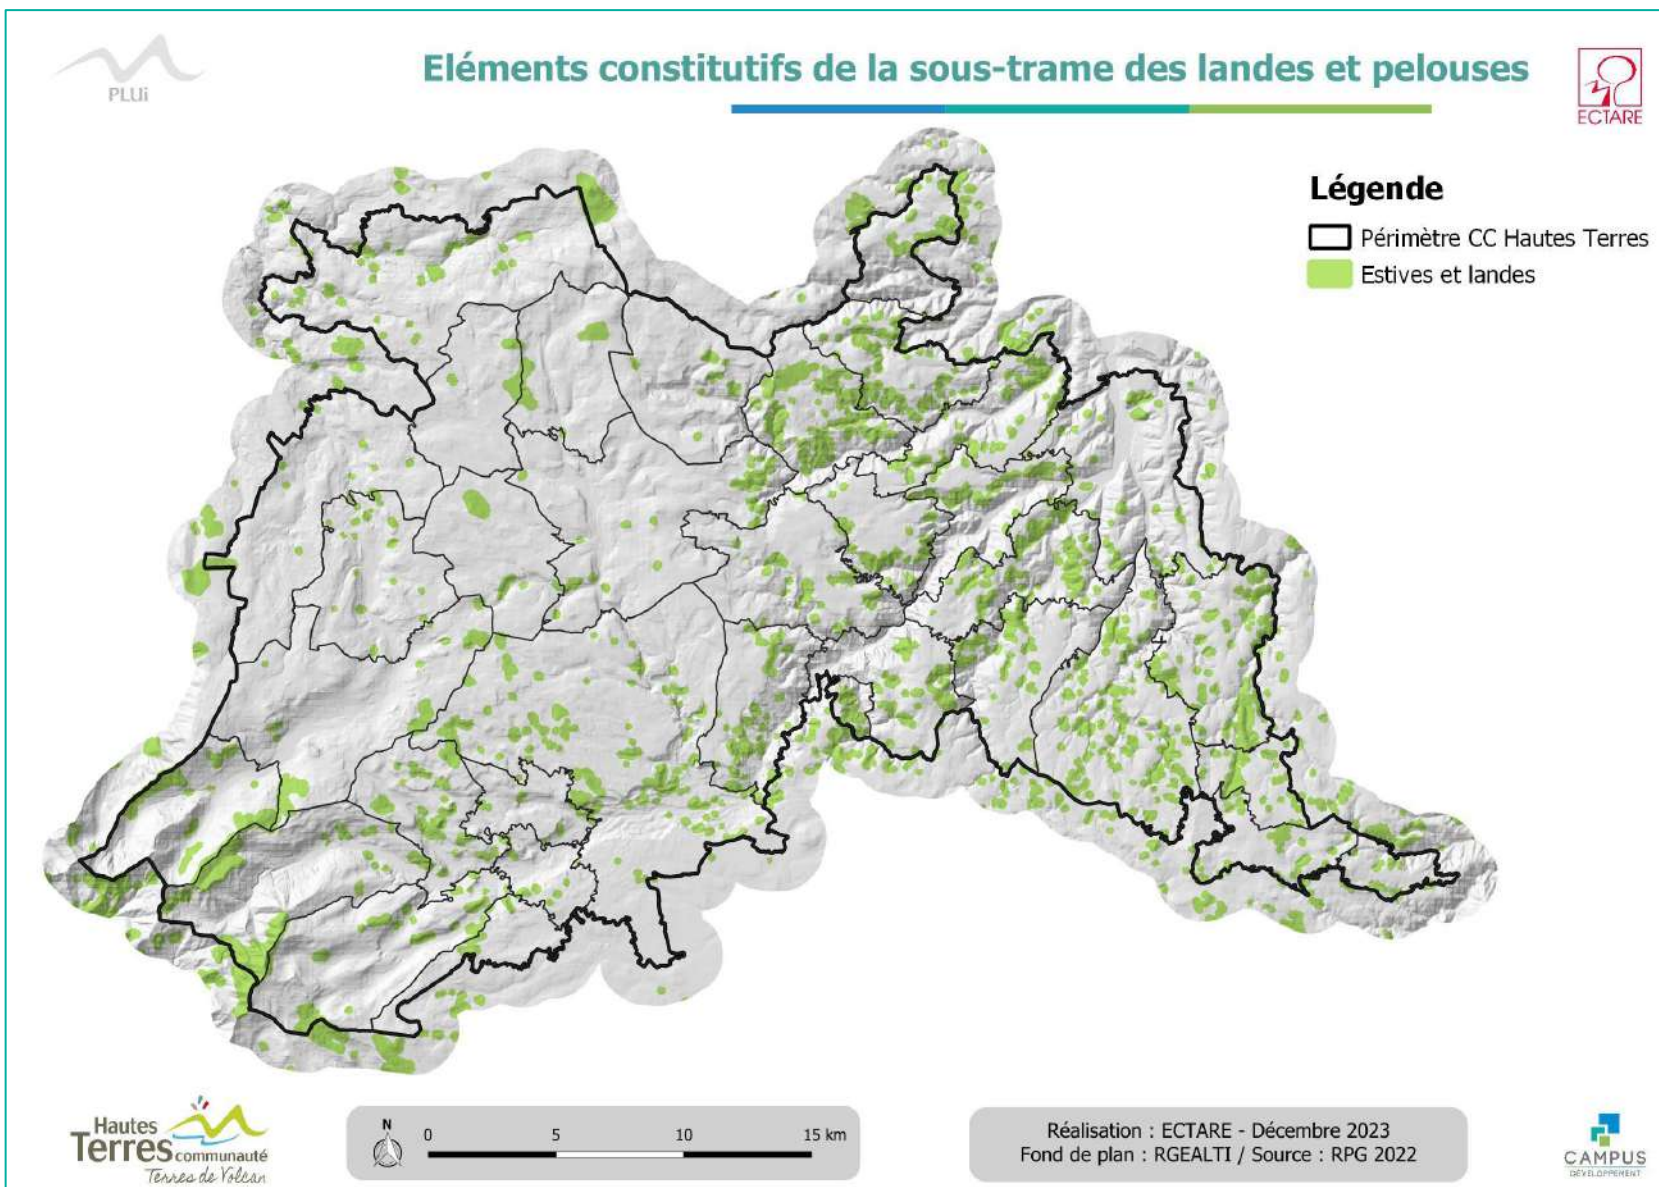 PLUi
Eléments constitutifs de la sous-trame des landes et pelouses
ECTARE
Légende
Périmètre CC Hautes Terres
Estives et landes
Hautes
Terres communauté
Terres de Volcan
N
0 5 10 15 km
Réalisation : ECTARE - Décembre 2023
Fond de plan : RGEALTI / Source : RPG 2022
CAMPUS
DÉVELOPPEMENT